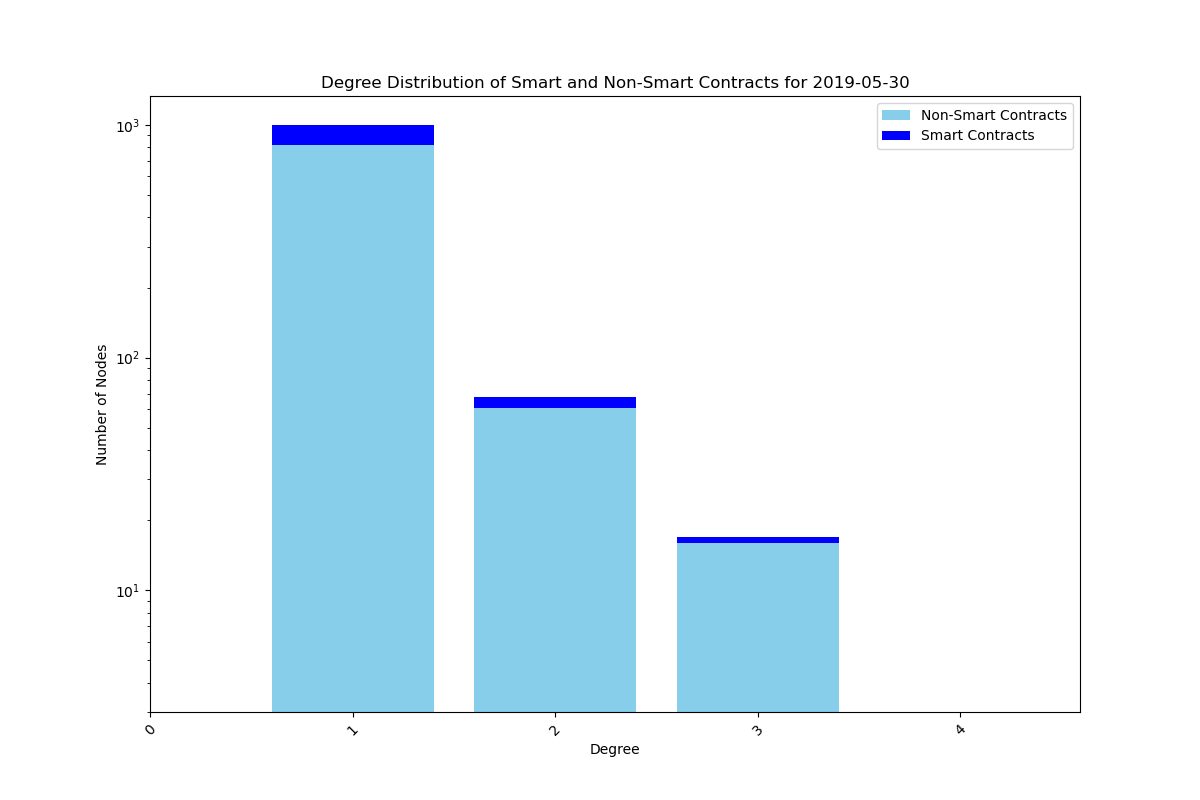 Degree Distribution of Smart and Non-Smart Contracts for 2019-05-30
Non-Smart Contracts
Smart Contracts
10³
10²
10¹
Number of Nodes
0 1 2 3 4
Degree